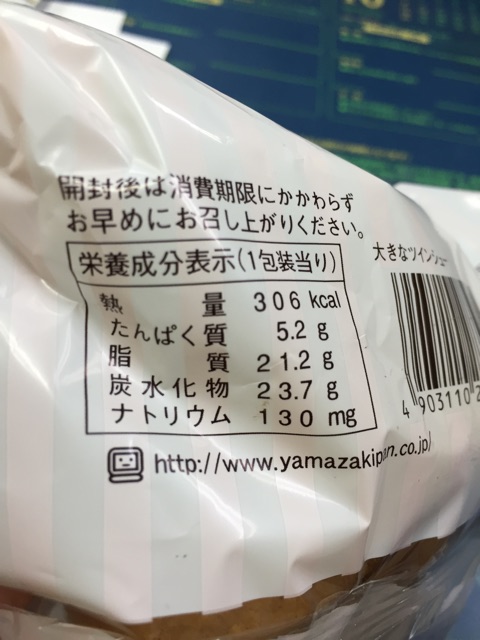 開封後は消費期限にかかわらず
お早めにお召し上がりください。
大きなツインシュー
栄養成分表示(1包装当り)
熱量 306 kcal
たんぱく質 5.2 g
脂質 21.2 g
炭水化物 23.7 g
ナトリウム 130 mg
4 903110 2
http://www.yamazakipan.co.jp/